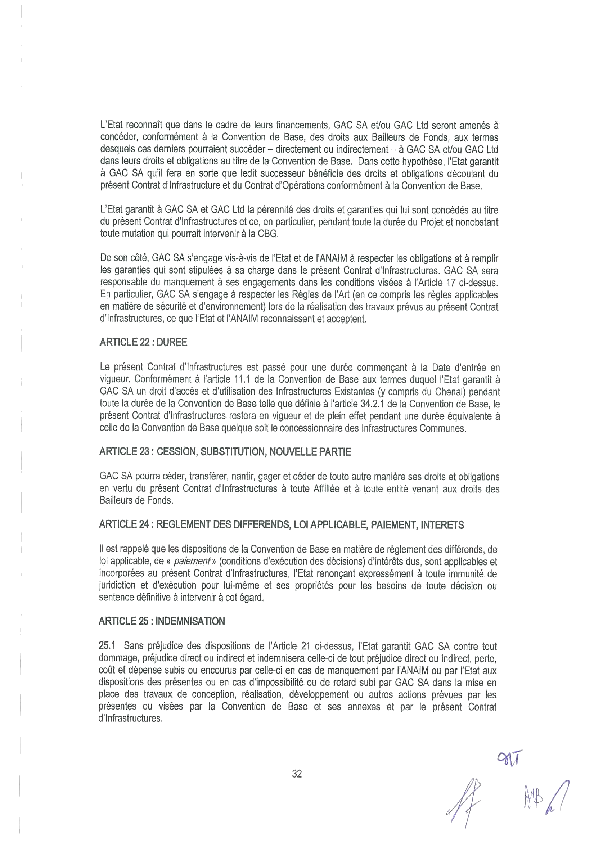 L'Etat reconnaît que dans le cadre de leurs financements, GAC SA et/ou GAC Ltd seront amenés à
concéder, conformément à la Convention de Base, des droits aux Bailleurs de Fonds, aux termes
desquels ces derniers pourraient succéder – directement ou indirectement – à GAC SA et/ou GAC Ltd
dans leurs droits et obligations au titre de la Convention de Base. Dans cette hypothèse, l'Etat garantit
à GAC SA qu'il fera en sorte que ledit successeur bénéficie des droits et obligations découlant du
présent Contrat d'Infrastructure et du Contrat d'Opérations conformément à la Convention de Base.
L'Etat garantit à GAC SA et GAC Ltd la pérennité des droits et garanties qui lui sont concédés au titre
du présent Contrat d'Infrastructures et ce, en particulier, pendant toute la durée du Projet et nonobstant
toute mutation qui pourrait intervenir à la CBG.
De son côté, GAC SA s'engage vis-à-vis de l'Etat et de l'ANAIM à respecter les obligations et à remplir
les garanties qui sont stipulées à sa charge dans le présent Contrat d'Infrastructures. GAC SA sera
responsable du manquement à ses engagements dans les conditions visées à l'Article 17 ci-dessus.
En particulier, GAC SA s'engage à respecter les Règles de l'Art (en ce compris les règles applicables
en matière de sécurité et d'environnement) lors de la réalisation des travaux prévus au présent Contrat
d'Infrastructures, ce que l'Etat et l'ANAIM reconnaissent et acceptent.
ARTICLE 22 : DUREE
Le présent Contrat d'Infrastructures est passé pour une durée commençant à la Date d'entrée en
vigueur. Conformément à l'article 11.1 de la Convention de Base aux termes duquel l'Etat garantit à
GAC SA un droit d'accès et d'utilisation des Infrastructures Existantes (y compris du Chenal) pendant
toute la durée de la Convention de Base telle que définie à l'article 34.2.1 de la Convention de Base, le
présent Contrat d'Infrastructures restera en vigueur et de plein effet pendant une durée équivalente à
celle de la Convention de Base quelque soit le concessionnaire des Infrastructures Communes.
ARTICLE 23 : CESSION, SUBSTITUTION, NOUVELLE PARTIE
GAC SA pourra céder, transférer, nantir, gager et céder de toute autre manière ses droits et obligations
en vertu du présent Contrat d'Infrastructures à toute Affiliée et à toute entité venant aux droits des
Bailleurs de Fonds.
ARTICLE 24 : REGLEMENT DES DIFFERENDS, LOI APPLICABLE, PAIEMENT, INTERETS
Il est rappelé que les dispositions de la Convention de Base en matière de règlement des différends, de
loi applicable, de « paiement » (conditions d'exécution des décisions) d'intérêts dus, sont applicables et
incorporées au présent Contrat d'Infrastructures, l'Etat renonçant expressément à toute immunité de
juridiction et d'exécution pour lui-même et ses propriétés pour les besoins de toute décision ou
sentence définitive à intervenir à cet égard.
ARTICLE 25 : INDEMNISATION
25.1 Sans préjudice des dispositions de l'Article 21 ci-dessus, l'Etat garantit GAC SA contre tout
dommage, préjudice direct ou indirect et indemnisera celle-ci de tout préjudice direct ou indirect, perte,
coût et dépense subis ou encourus par celle-ci en cas de manquement par l'ANAIM ou par l'Etat aux
dispositions des présentes ou en cas d'impossibilité ou de retard subi par GAC SA dans la mise en
place des travaux de conception, réalisation, développement ou autres actions prévues par les
présentes ou visées par la Convention de Base et ses annexes et par le présent Contrat
d'Infrastructures.
32